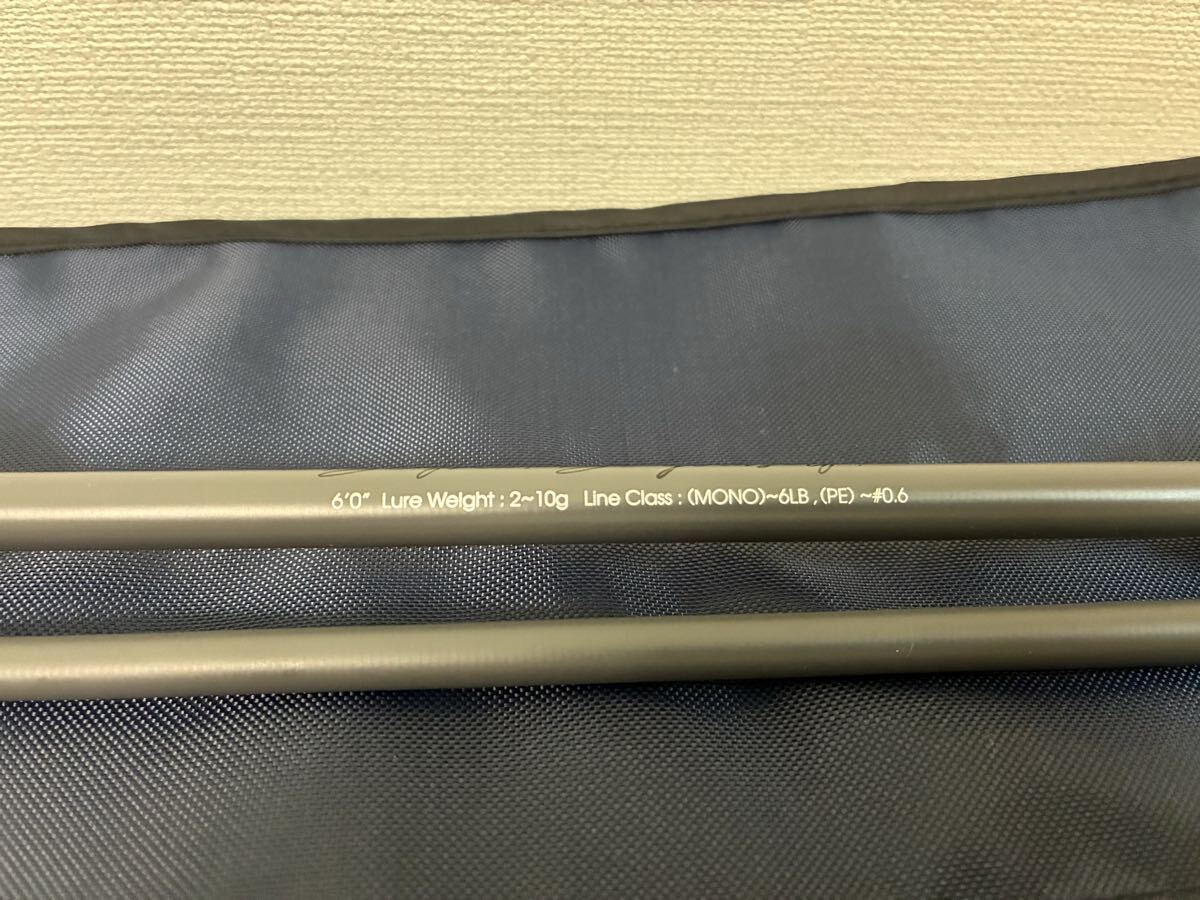 6'0" Lure Weight : 2~10g Line Class : (MONO)~6LB , (PE) ~#0.6